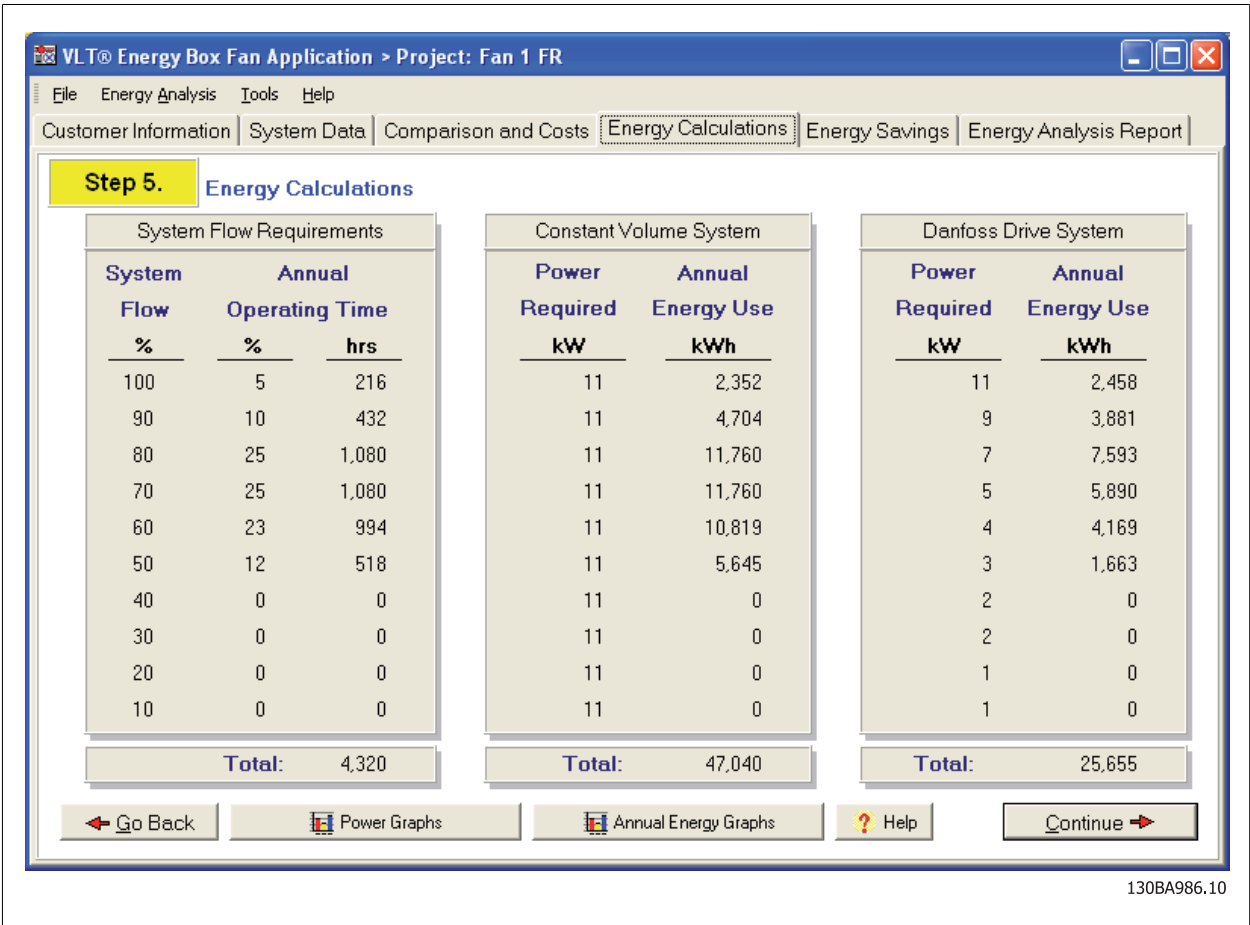 VLT® Energy Box Fan Application > Project: Fan 1 FR
File Energy Analysis Tools Help
Customer Information System Data Comparison and Costs Energy Calculations Energy Savings Energy Analysis Report
Step 5. Energy Calculations
System Flow Requirements Constant Volume System Danfoss Drive System
System Annual Power Annual Power Annual
Flow Operating Time Required Energy Use Required Energy Use
% % hrs kW kWh kW kWh
100 5 216 11 2,352 11 2,458
90 10 432 11 4,704 9 3,881
80 25 1,080 11 11,760 7 7,593
70 25 1,080 11 11,760 5 5,890
60 23 994 11 10,819 4 4,169
50 12 518 11 5,645 3 1,663
40 0 0 11 0 2 0
30 0 0 11 0 2 0
20 0 0 11 0 1 0
10 0 0 11 0 1 0
Total: 4,320 Total: 47,040 Total: 25,655
Go Back Power Graphs Annual Energy Graphs ? Help Continue
130BA986.10